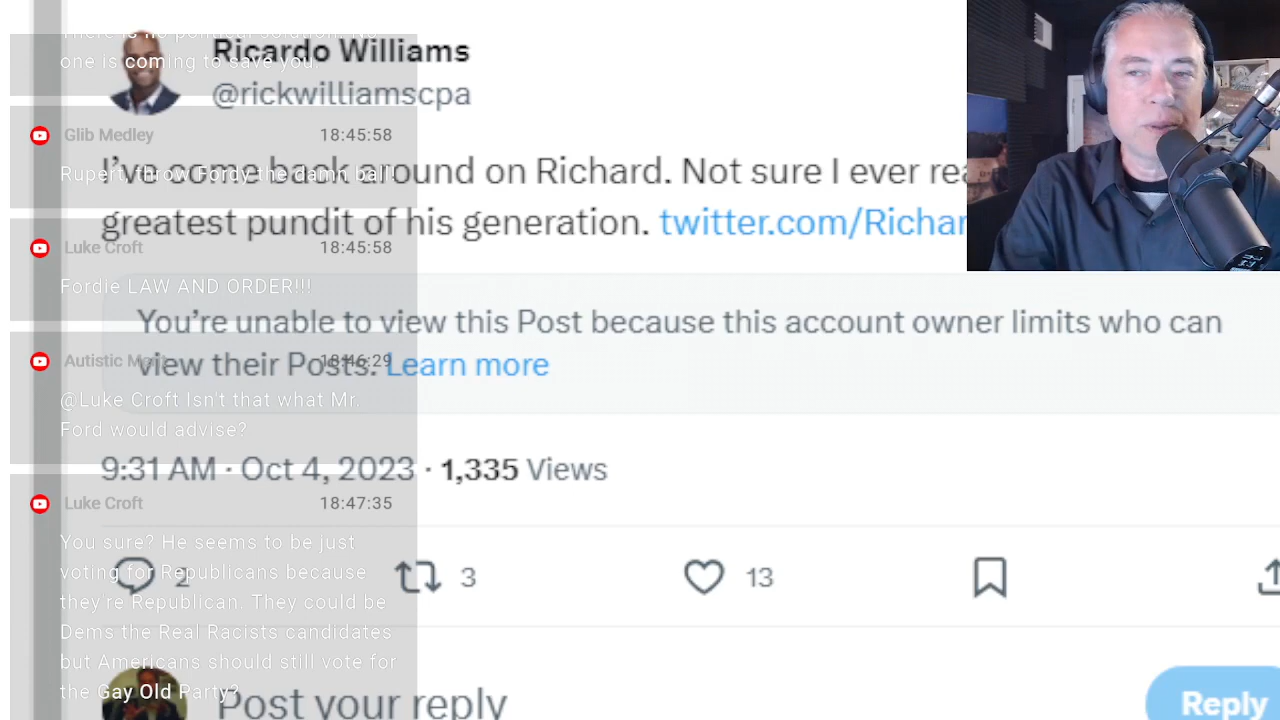 There is no political solution. No
one is coming to save you.
Glib Medley 18:45:58
Rupert, throw Fordy the damn ball!
Luke Croft 18:45:58
Fordie LAW AND ORDER!!!
Autistic 18:46:29
@Luke Croft Isn't that what Mr.
Ford would advise?
Luke Croft 18:47:35
You sure? He seems to be just
voting for Republicans because
they're Republican. They could be
Dems the Real Racists candidates
but Americans should still vote for
the Gay Old Party?
Ricardo Williams
@rickwilliamscpa
I've come back around on Richard. Not sure I ever rea
greatest pundit of his generation. twitter.com/Richar
You're unable to view this Post because this account owner limits who can
view their Posts. Learn more
9:31 AM · Oct 4, 2023 · 1,335 Views
2 3 13
Post your reply
Reply